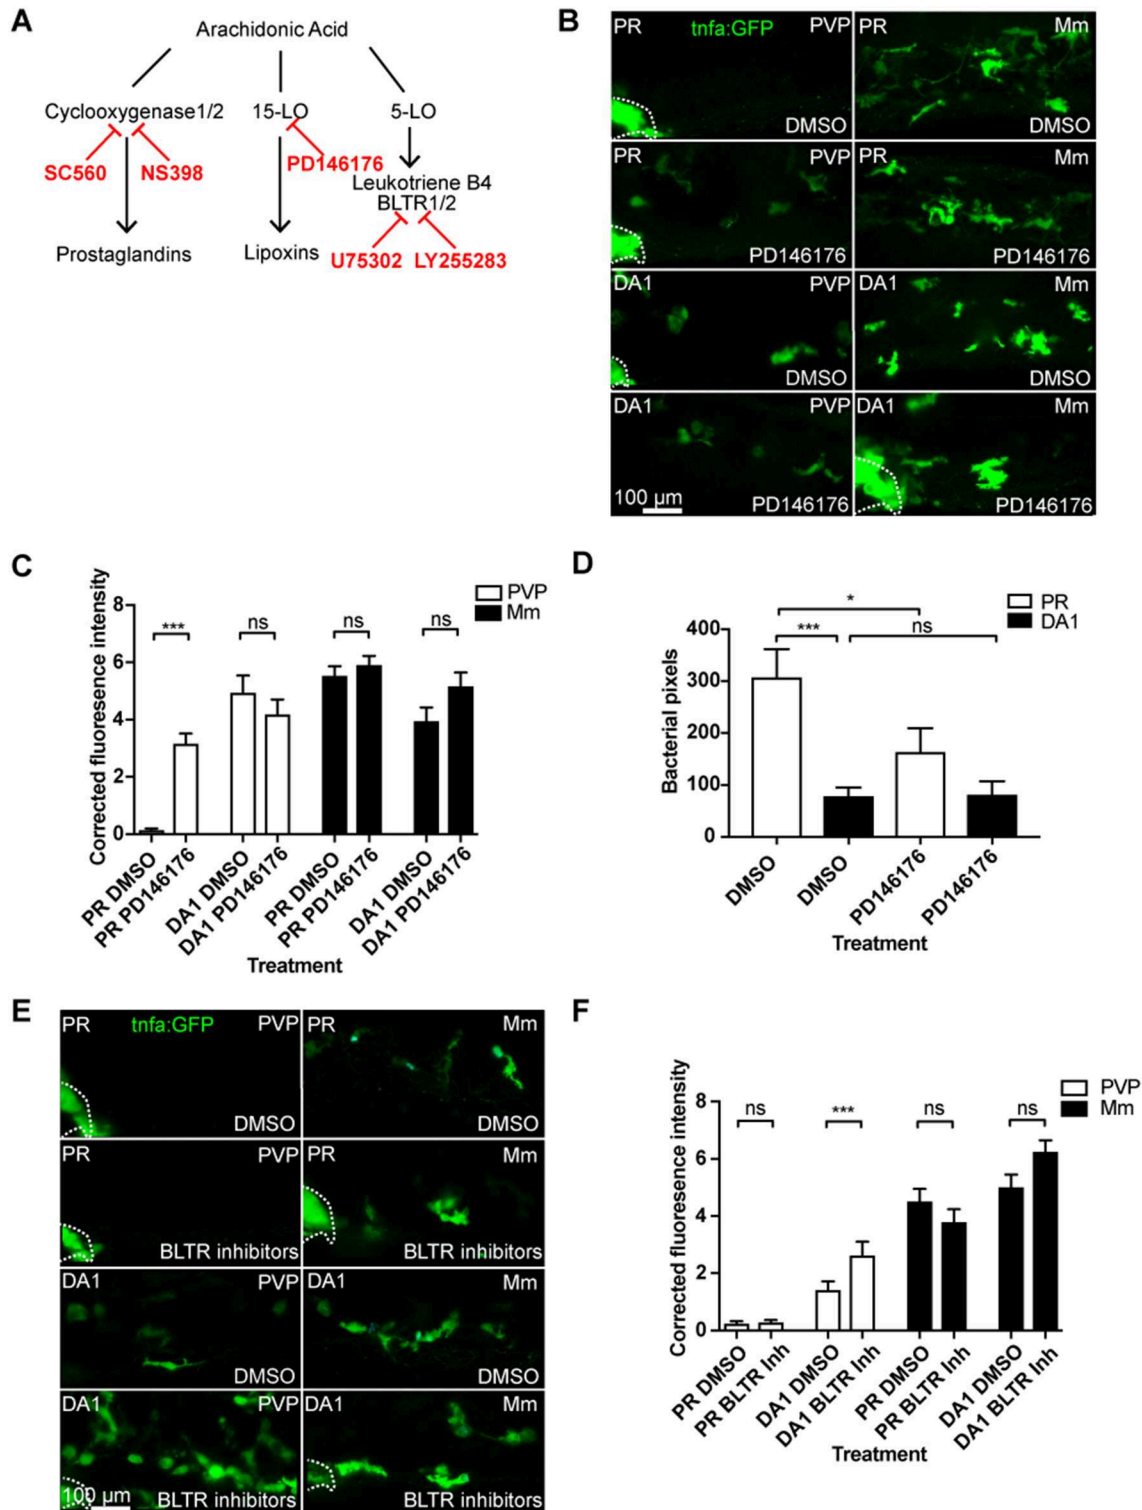 A
Arachidonic Acid
Cyclooxygenase1/2 15-LO 5-LO
SC560 NS398 PD146176
Leukotriene B4
BLTR1/2
Prostaglandins Lipoxins U75302 LY255283
B
PR tnfa:GFP PVP PR Mm
DMSO DMSO
PR PVP PR Mm
PD146176 PD146176
DA1 PVP DA1 Mm
DMSO DMSO
DA1 PVP DA1 Mm
100 µm PD146176 PD146176
C
Corrected fluoresence intensity
8
6
4
2
0
*** ns ns ns
PVP
Mm
PR DMSO
PR PD146176
DA1 DMSO
DA1 PD146176
PR DMSO
PR PD146176
DA1 DMSO
DA1 PD146176
Treatment
D
Bacterial pixels
400
300
200
100
0
*
*** ns
PR
DA1
DMSO
DMSO
PD146176
PD146176
Treatment
E
PR tnfa:GFP PVP PR Mm
DMSO DMSO
PR PVP PR Mm
BLTR inhibitors BLTR inhibitors
DA1 PVP DA1 Mm
DMSO DMSO
DA1 PVP DA1 Mm
100 µm BLTR inhibitors BLTR inhibitors
F
Corrected fluoresence intensity
8
6
4
2
0
ns *** ns ns
PVP
Mm
PR DMSO
PR BLTR Inh
DA1 DMSO
DA1 BLTR Inh
PR DMSO
PR BLTR Inh
DA1 DMSO
DA1 BLTR Inh
Treatment